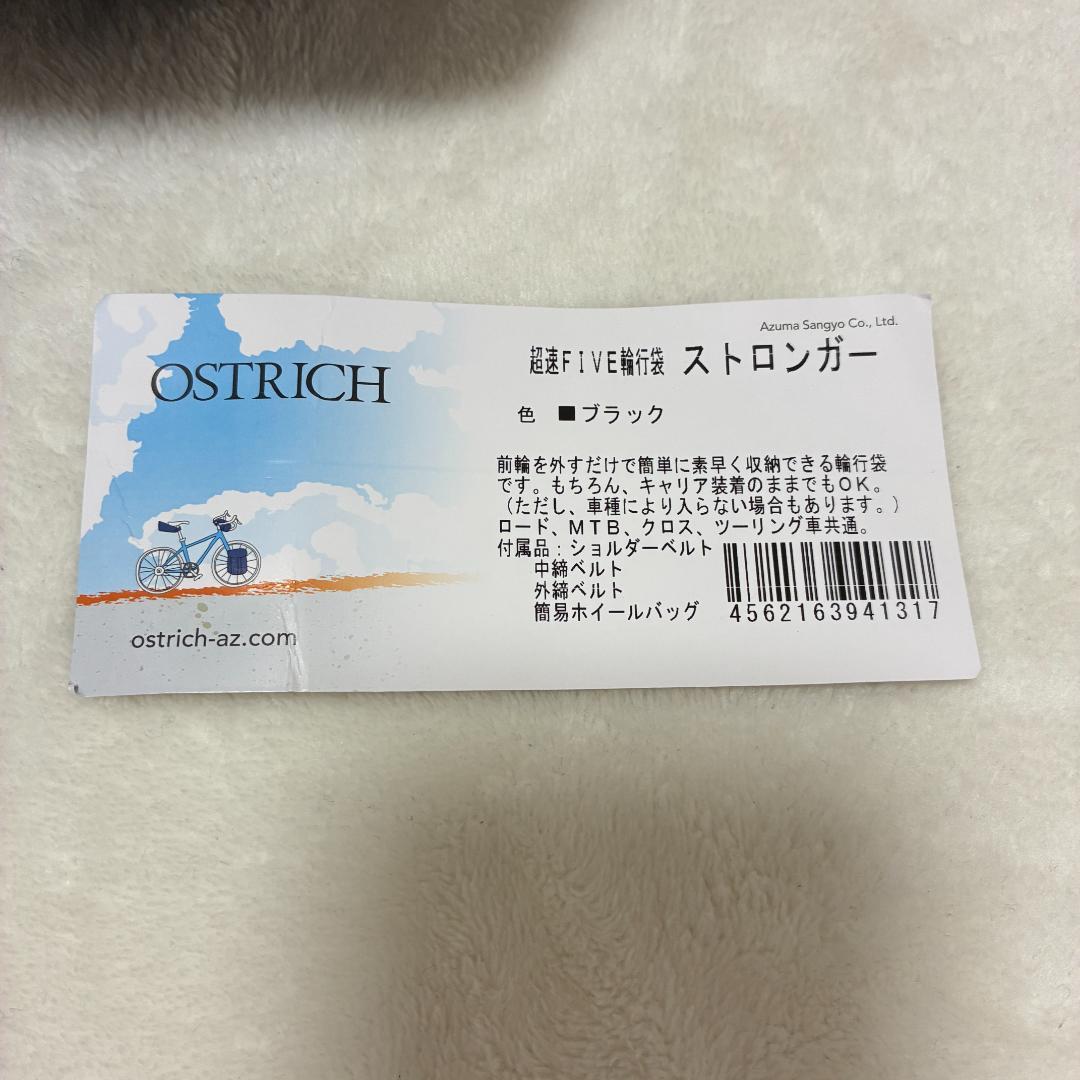 OSTRICH
ostrich-az.com
Azuma Sangyo Co., Ltd.
超速FIVE輪行袋 ストロンガー
色 ■ブラック
前輪を外すだけで簡単に素早く収納できる輪行袋
です。もちろん、キャリア装着のままでもOK。
（ただし、車種により入らない場合もあります。）
ロード、MTB、クロス、ツーリング車共通。
付属品：ショルダーベルト
中締ベルト
外締ベルト
簡易ホイールバッグ
4562163941317